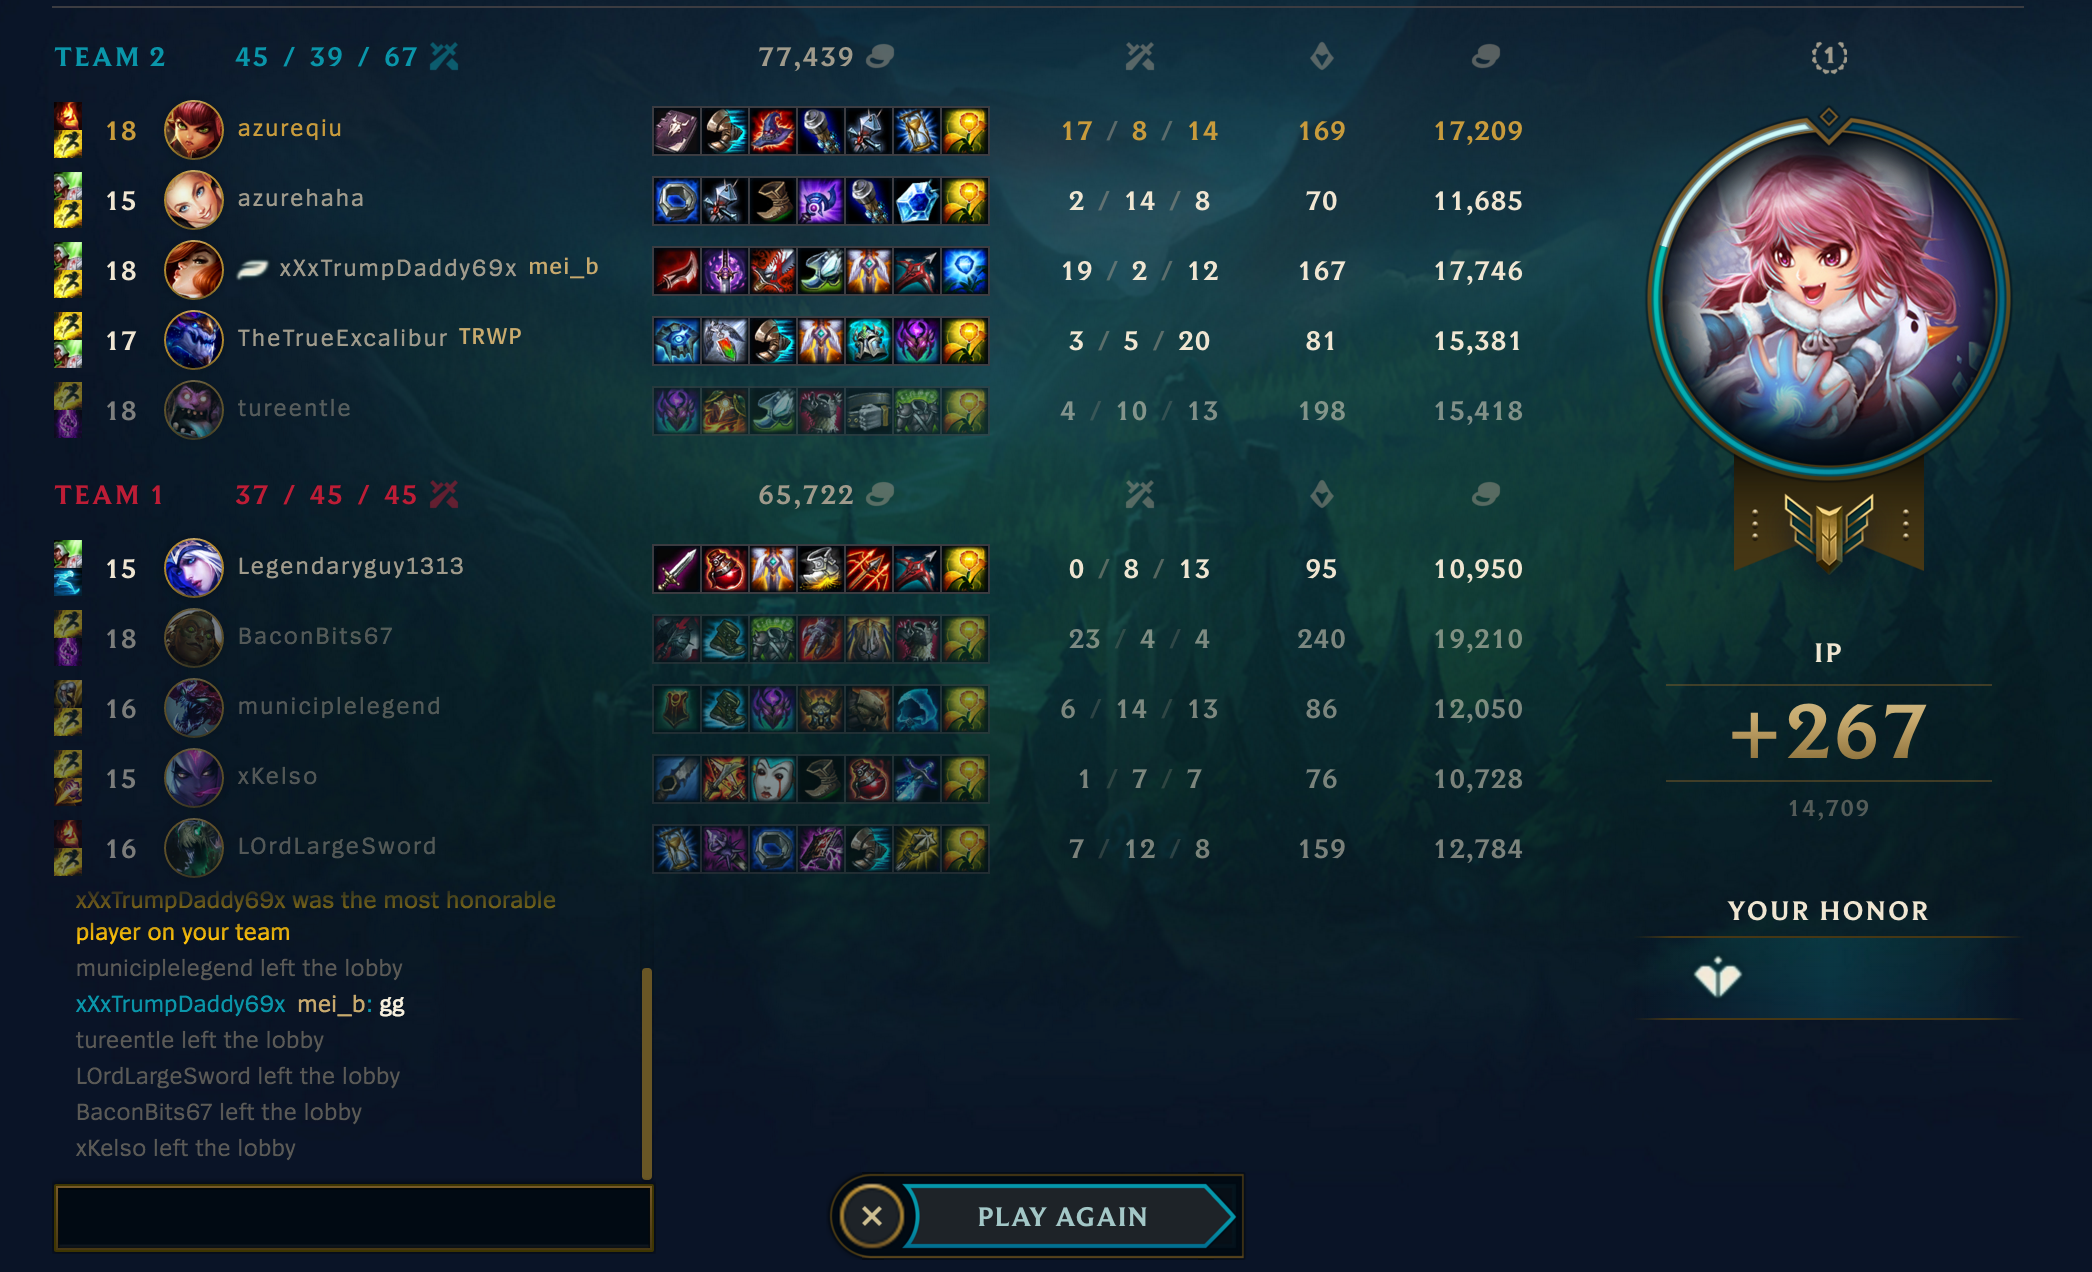 TEAM 2 45 / 39 / 67 77,439 1
18 azureqiu 17 / 8 / 14 169 17,209
15 azurehaha 2 / 14 / 8 70 11,685
18 xXxTrumpDaddy69x mei_b 19 / 2 / 12 167 17,746
17 TheTrueExcalibur TRWP 3 / 5 / 20 81 15,381
18 tureentle 4 / 10 / 13 198 15,418
TEAM 1 37 / 45 / 45 65,722
15 Legendaryguy1313 0 / 8 / 13 95 10,950
18 BaconBits67 23 / 4 / 4 240 19,210
16 municiplelegend 6 / 14 / 13 86 12,050
15 xKelso 1 / 7 / 7 76 10,728
16 LOrdLargeSword 7 / 12 / 8 159 12,784
IP
+267
14,709
YOUR HONOR
xXxTrumpDaddy69x was the most honorable
player on your team
municiplelegend left the lobby
xXxTrumpDaddy69x mei_b: gg
tureentle left the lobby
LOrdLargeSword left the lobby
BaconBits67 left the lobby
xKelso left the lobby
PLAY AGAIN